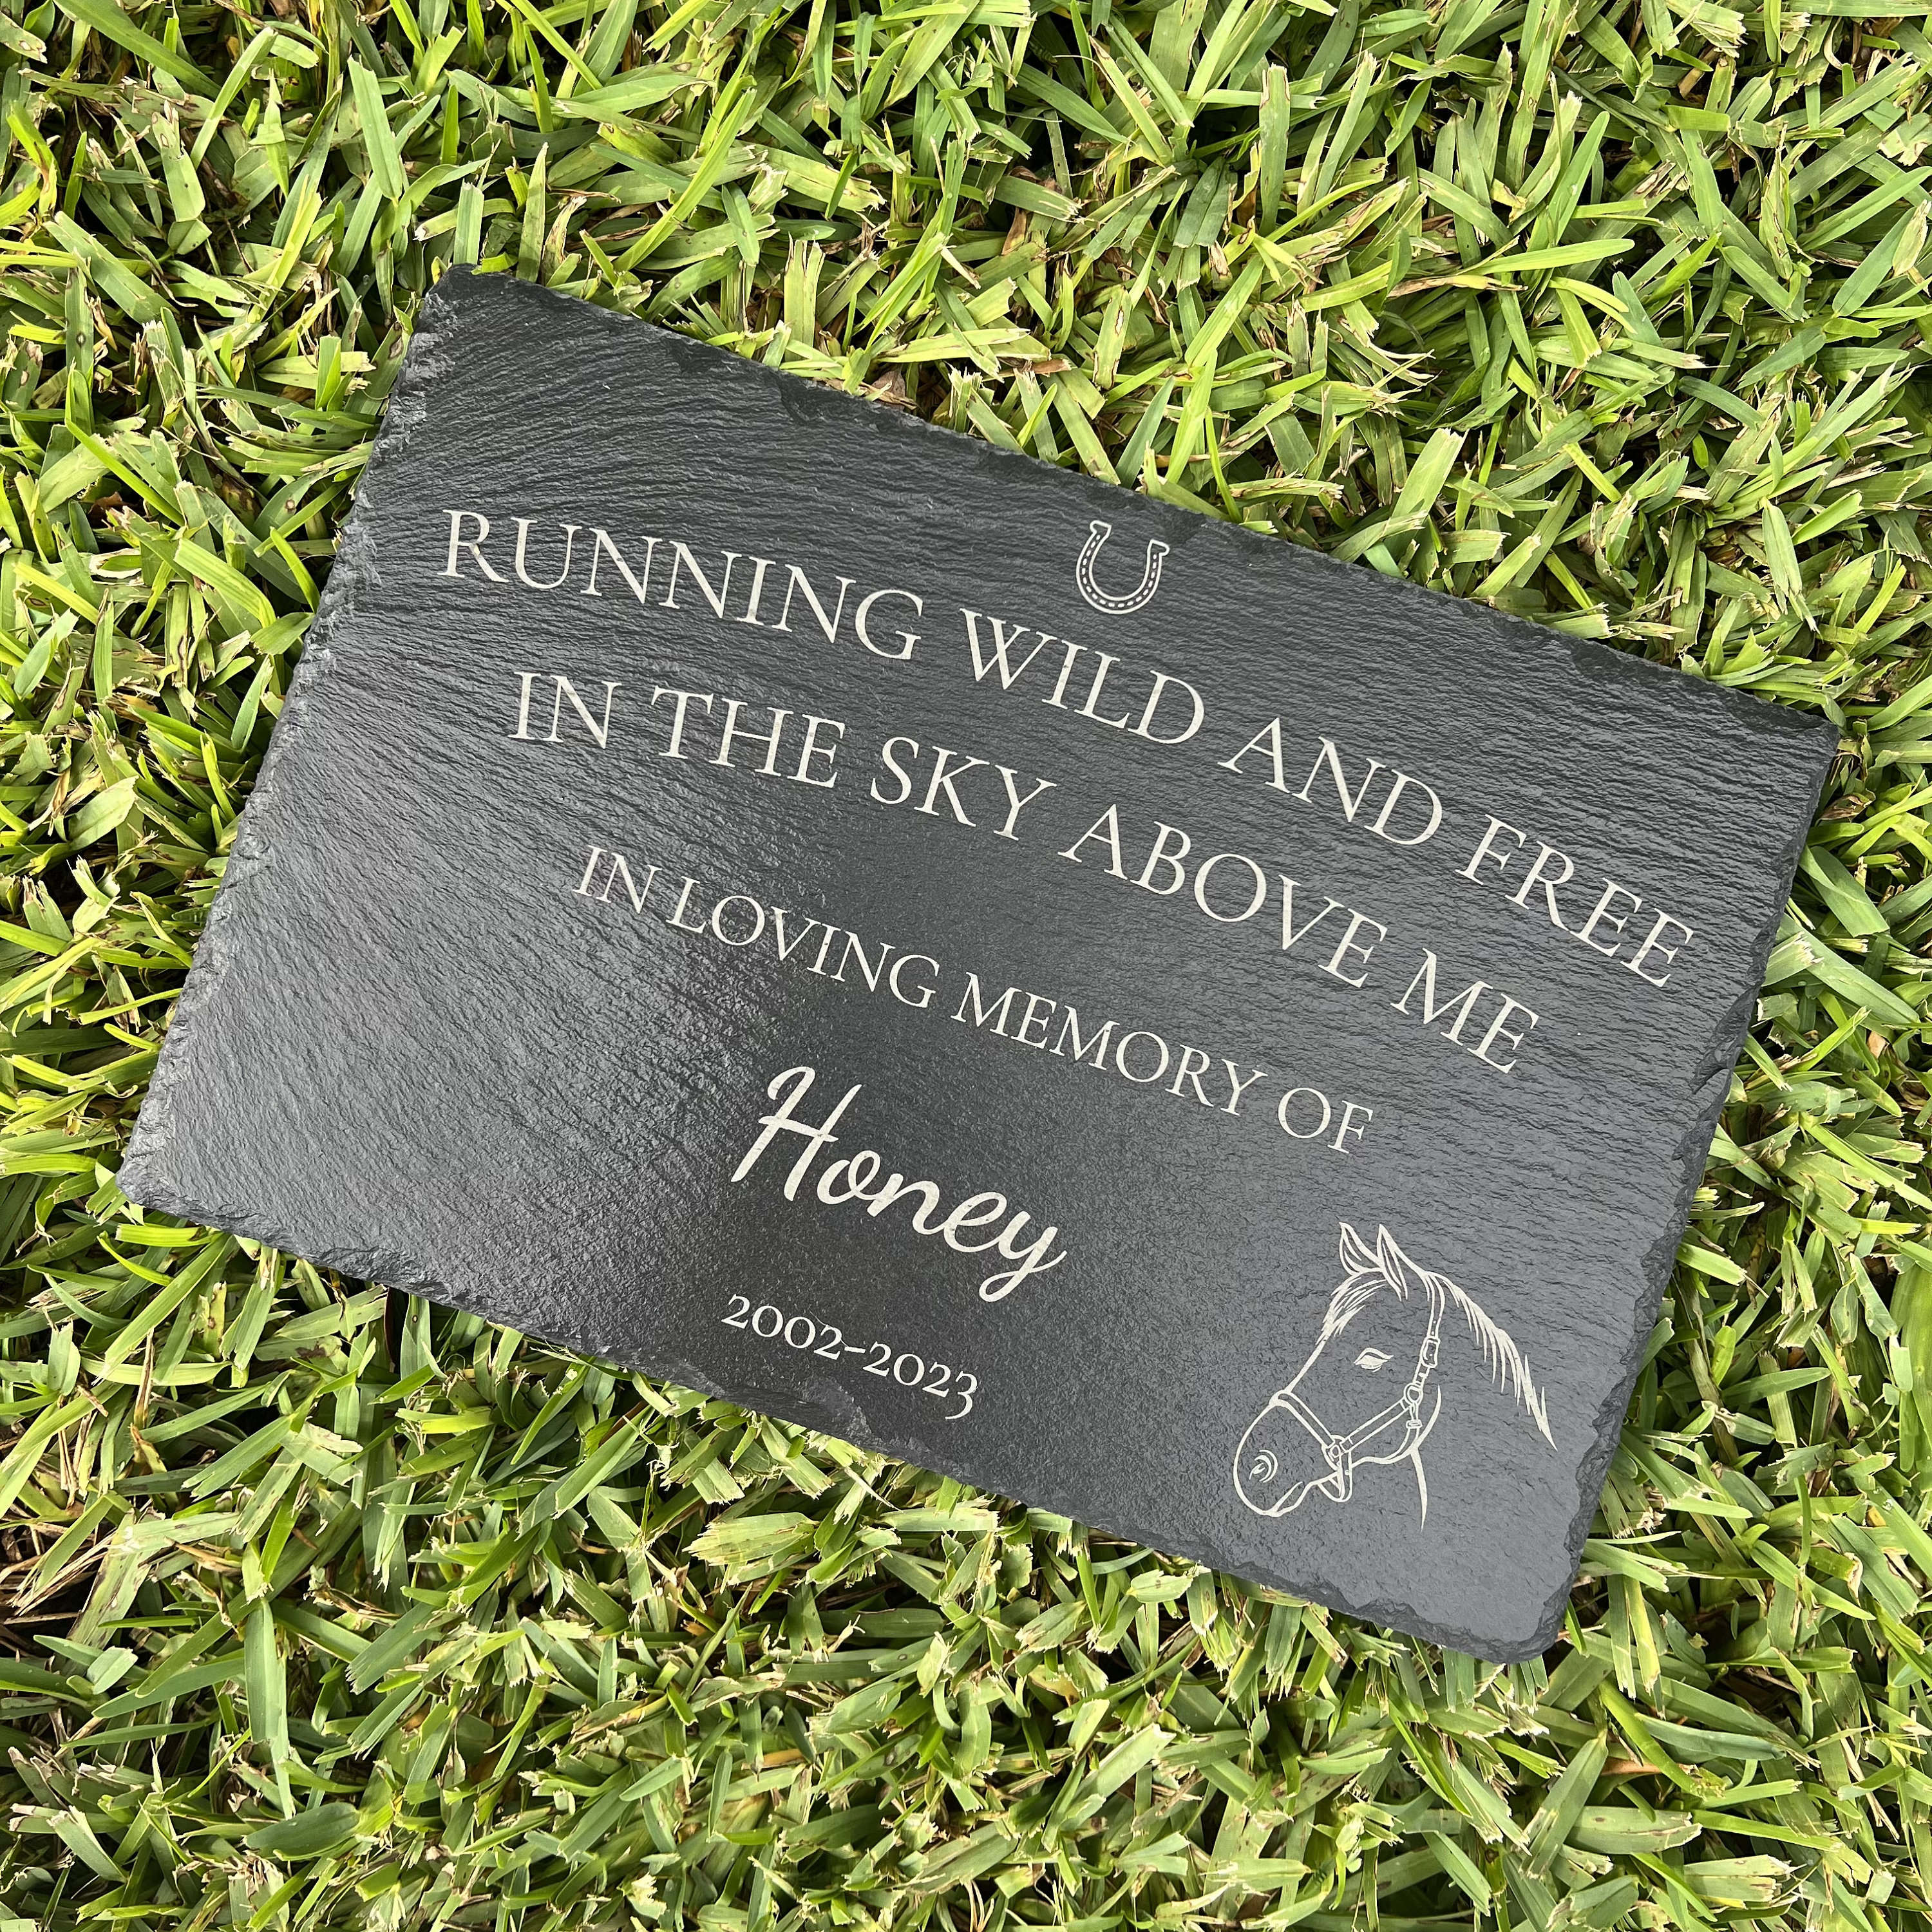 RUNNING WILD AND FREE
IN THE SKY ABOVE ME
IN LOVING MEMORY OF
Honey
2002-2023